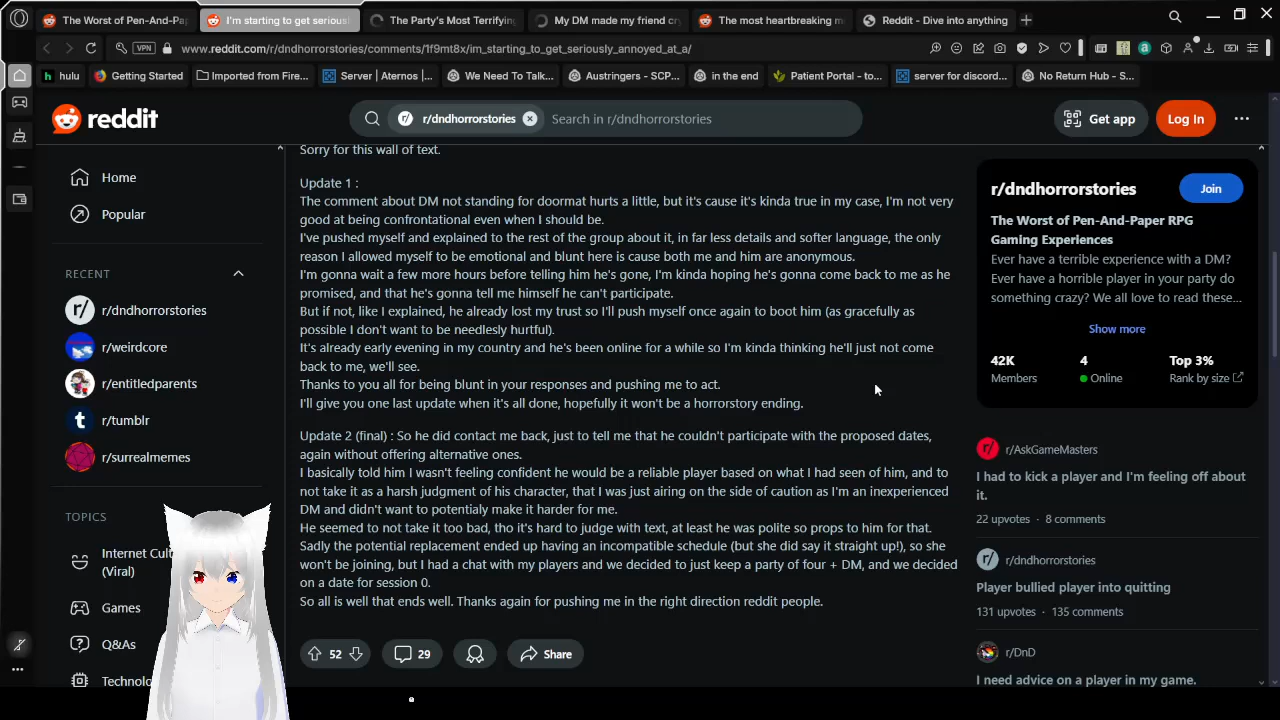 The Worst of Pen-And-Pa
I'm starting to get serious
The Party's Most Terrifyin
My DM made my friend cr
The most heartbreaking m
Reddit - Dive into anything
VPN
www.reddit.com/r/dndhorrorstories/comments/1f9mt8x/im_starting_to_get_seriously_annoyed_at_a/
hulu
Getting Started
Imported from Fire...
Server | Aternos |...
We Need To Talk...
Austringers - SCP...
in the end
Patient Portal - to...
server for discord...
No Return Hub - S...
reddit
r/dndhorrorstories
Search in r/dndhorrorstories
Get app
Log In
Home
Popular
RECENT
r/dndhorrorstories
r/weirdcore
r/entitledparents
r/tumblr
r/surrealmemes
TOPICS
Internet Cult
(Viral)
Games
Q&As
Technolo
Sorry for this wall of text.
Update 1 :
The comment about DM not standing for doormat hurts a little, but it's cause it's kinda true in my case, I'm not very
good at being confrontational even when I should be.
I've pushed myself and explained to the rest of the group about it, in far less details and softer language, the only
reason I allowed myself to be emotional and blunt here is cause both me and him are anonymous.
I'm gonna wait a few more hours before telling him he's gone, I'm kinda hoping he's gonna come back to me as he
promised, and that he's gonna tell me himself he can't participate.
But if not, like I explained, he already lost my trust so I'll push myself once again to boot him (as gracefully as
possible I don't want to be needlesly hurtful).
It's already early evening in my country and he's been online for a while so I'm kinda thinking he'll just not come
back to me, we'll see.
Thanks to you all for being blunt in your responses and pushing me to act.
I'll give you one last update when it's all done, hopefully it won't be a horrorstory ending.
Update 2 (final) : So he did contact me back, just to tell me that he couldn't participate with the proposed dates,
again without offering alternative ones.
I basically told him I wasn't feeling confident he would be a reliable player based on what I had seen of him, and to
not take it as a harsh judgment of his character, that I was just airing on the side of caution as I'm an inexperienced
DM and didn't want to potentialy make it harder for me.
He seemed to not take it too bad, tho it's hard to judge with text, at least he was polite so props to him for that.
Sadly the potential replacement ended up having an incompatible schedule (but she did say it straight up!), so she
won't be joining, but I had a chat with my players and we decided to just keep a party of four + DM, and we decided
on a date for session 0.
So all is well that ends well. Thanks again for pushing me in the right direction reddit people.
52
29
Share
r/dndhorrorstories
Join
The Worst of Pen-And-Paper RPG
Gaming Experiences
Ever have a terrible experience with a DM?
Ever have a horrible player in your party do
something crazy? We all love to read these...
Show more
42K
4
Top 3%
Members
Online
Rank by size
r/AskGameMasters
I had to kick a player and I'm feeling off about
it.
22 upvotes · 8 comments
r/dndhorrorstories
Player bullied player into quitting
131 upvotes · 135 comments
r/DnD
I need advice on a player in my game.